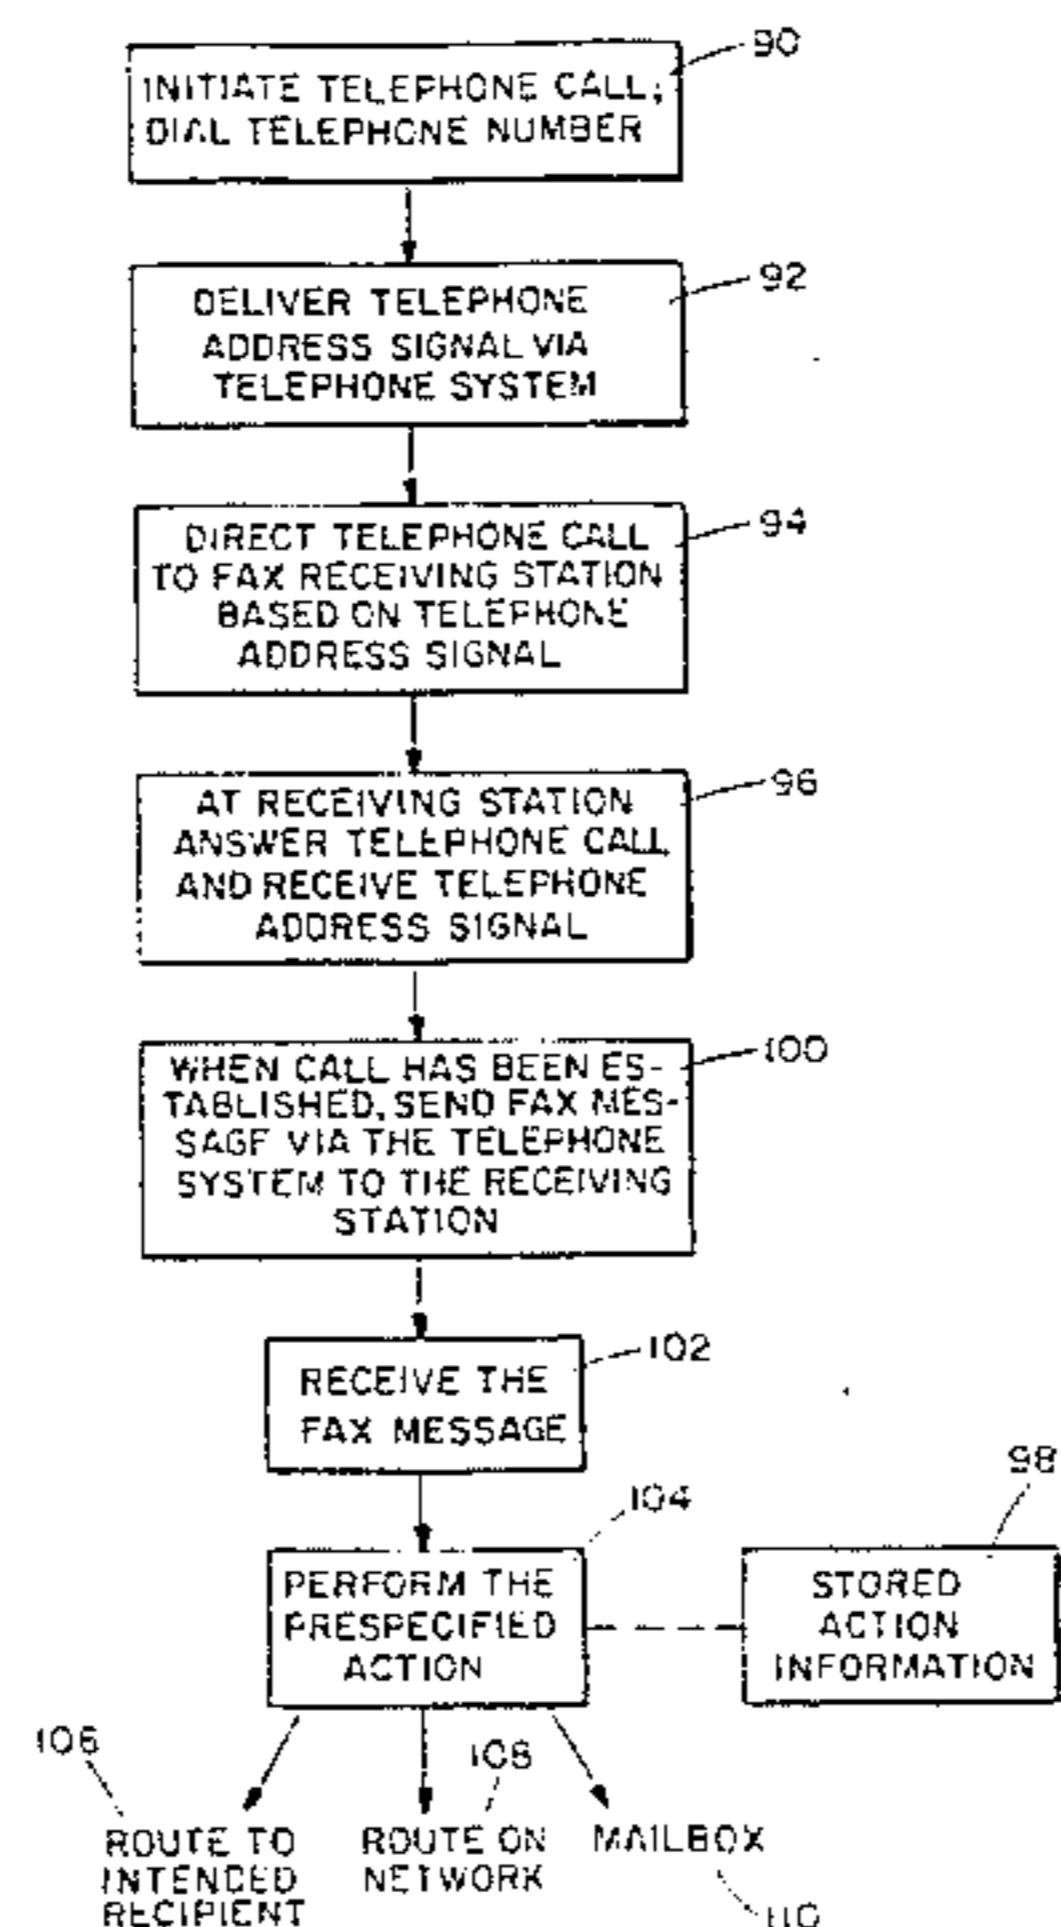 90
INITIATE TELEPHONE CALL;
DIAL TELEPHONE NUMBER
92
DELIVER TELEPHONE
ADDRESS SIGNAL VIA
TELEPHONE SYSTEM
94
DIRECT TELEPHONE CALL
TO FAX RECEIVING STATION
BASED ON TELEPHONE
ADDRESS SIGNAL
96
AT RECEIVING STATION
ANSWER TELEPHONE CALL
AND RECEIVE TELEPHONE
ADDRESS SIGNAL
100
WHEN CALL HAS BEEN ES-
TABLISHED, SEND FAX MES-
SAGE VIA THE TELEPHONE
SYSTEM TO THE RECEIVING
STATION
102
RECEIVE THE
FAX MESSAGE
104
PERFORM THE
PRESPECIFIED
ACTION
98
STORED
ACTION
INFORMATION
106
ROUTE TO
INTENDED
RECIPIENT
108
ROUTE ON
NETWORK
MAILBOX
110